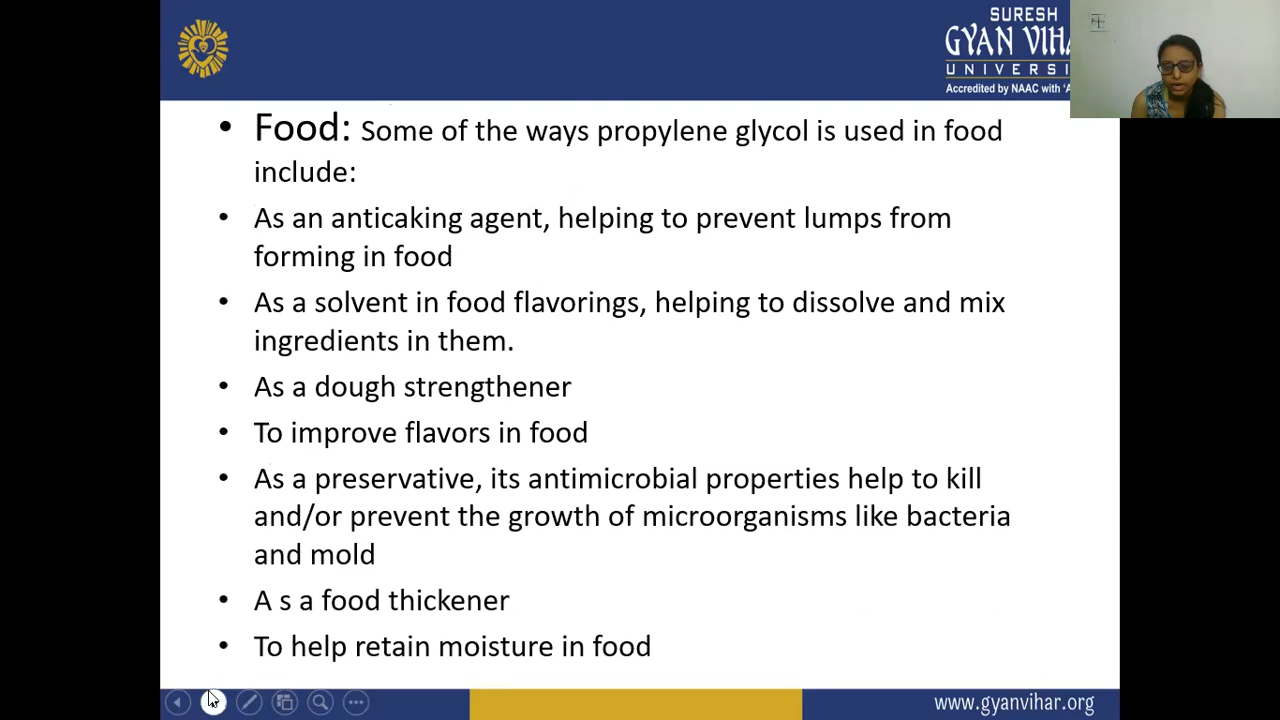 SURESH
GYAN VIHA
UNIVERSI
Accredited by NAAC with 'A
• Food: Some of the ways propylene glycol is used in food
include:
• As an anticaking agent, helping to prevent lumps from
forming in food
• As a solvent in food flavorings, helping to dissolve and mix
ingredients in them.
• As a dough strengthener
• To improve flavors in food
• As a preservative, its antimicrobial properties help to kill
and/or prevent the growth of microorganisms like bacteria
and mold
• A s a food thickener
• To help retain moisture in food
www.gyanvihar.org